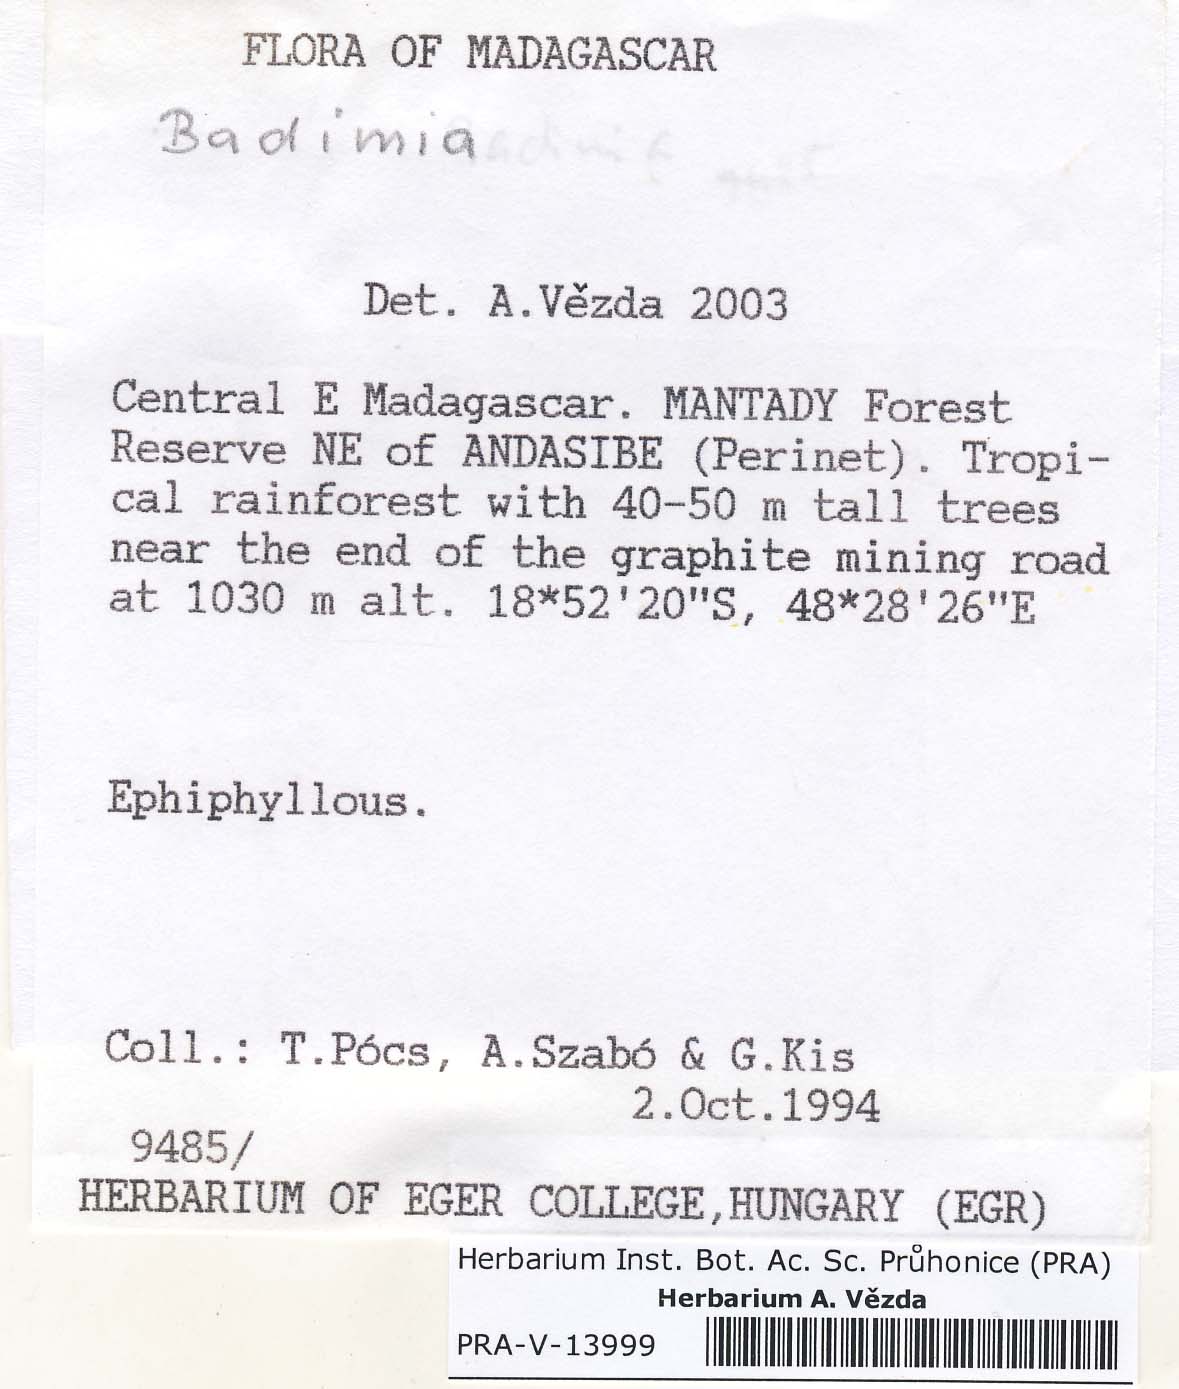 FLORA OF MADAGASCAR
Badimia
Det. A.Vězda 2003
Central E Madagascar. MANTADY Forest
Reserve NE of ANDASIBE (Perinet). Tropi-
cal rainforest with 40-50 m tall trees
near the end of the graphite mining road
at 1030 m alt. 18*52'20"S, 48*28'26"E
Ephiphyllous.
Coll.: T.Pócs, A.Szabó & G.Kis
2.Oct.1994
9485/
HERBARIUM OF EGER COLLEGE,HUNGARY (EGR)
Herbarium Inst. Bot. Ac. Sc. Průhonice (PRA)
Herbarium A. Vězda
PRA-V-13999